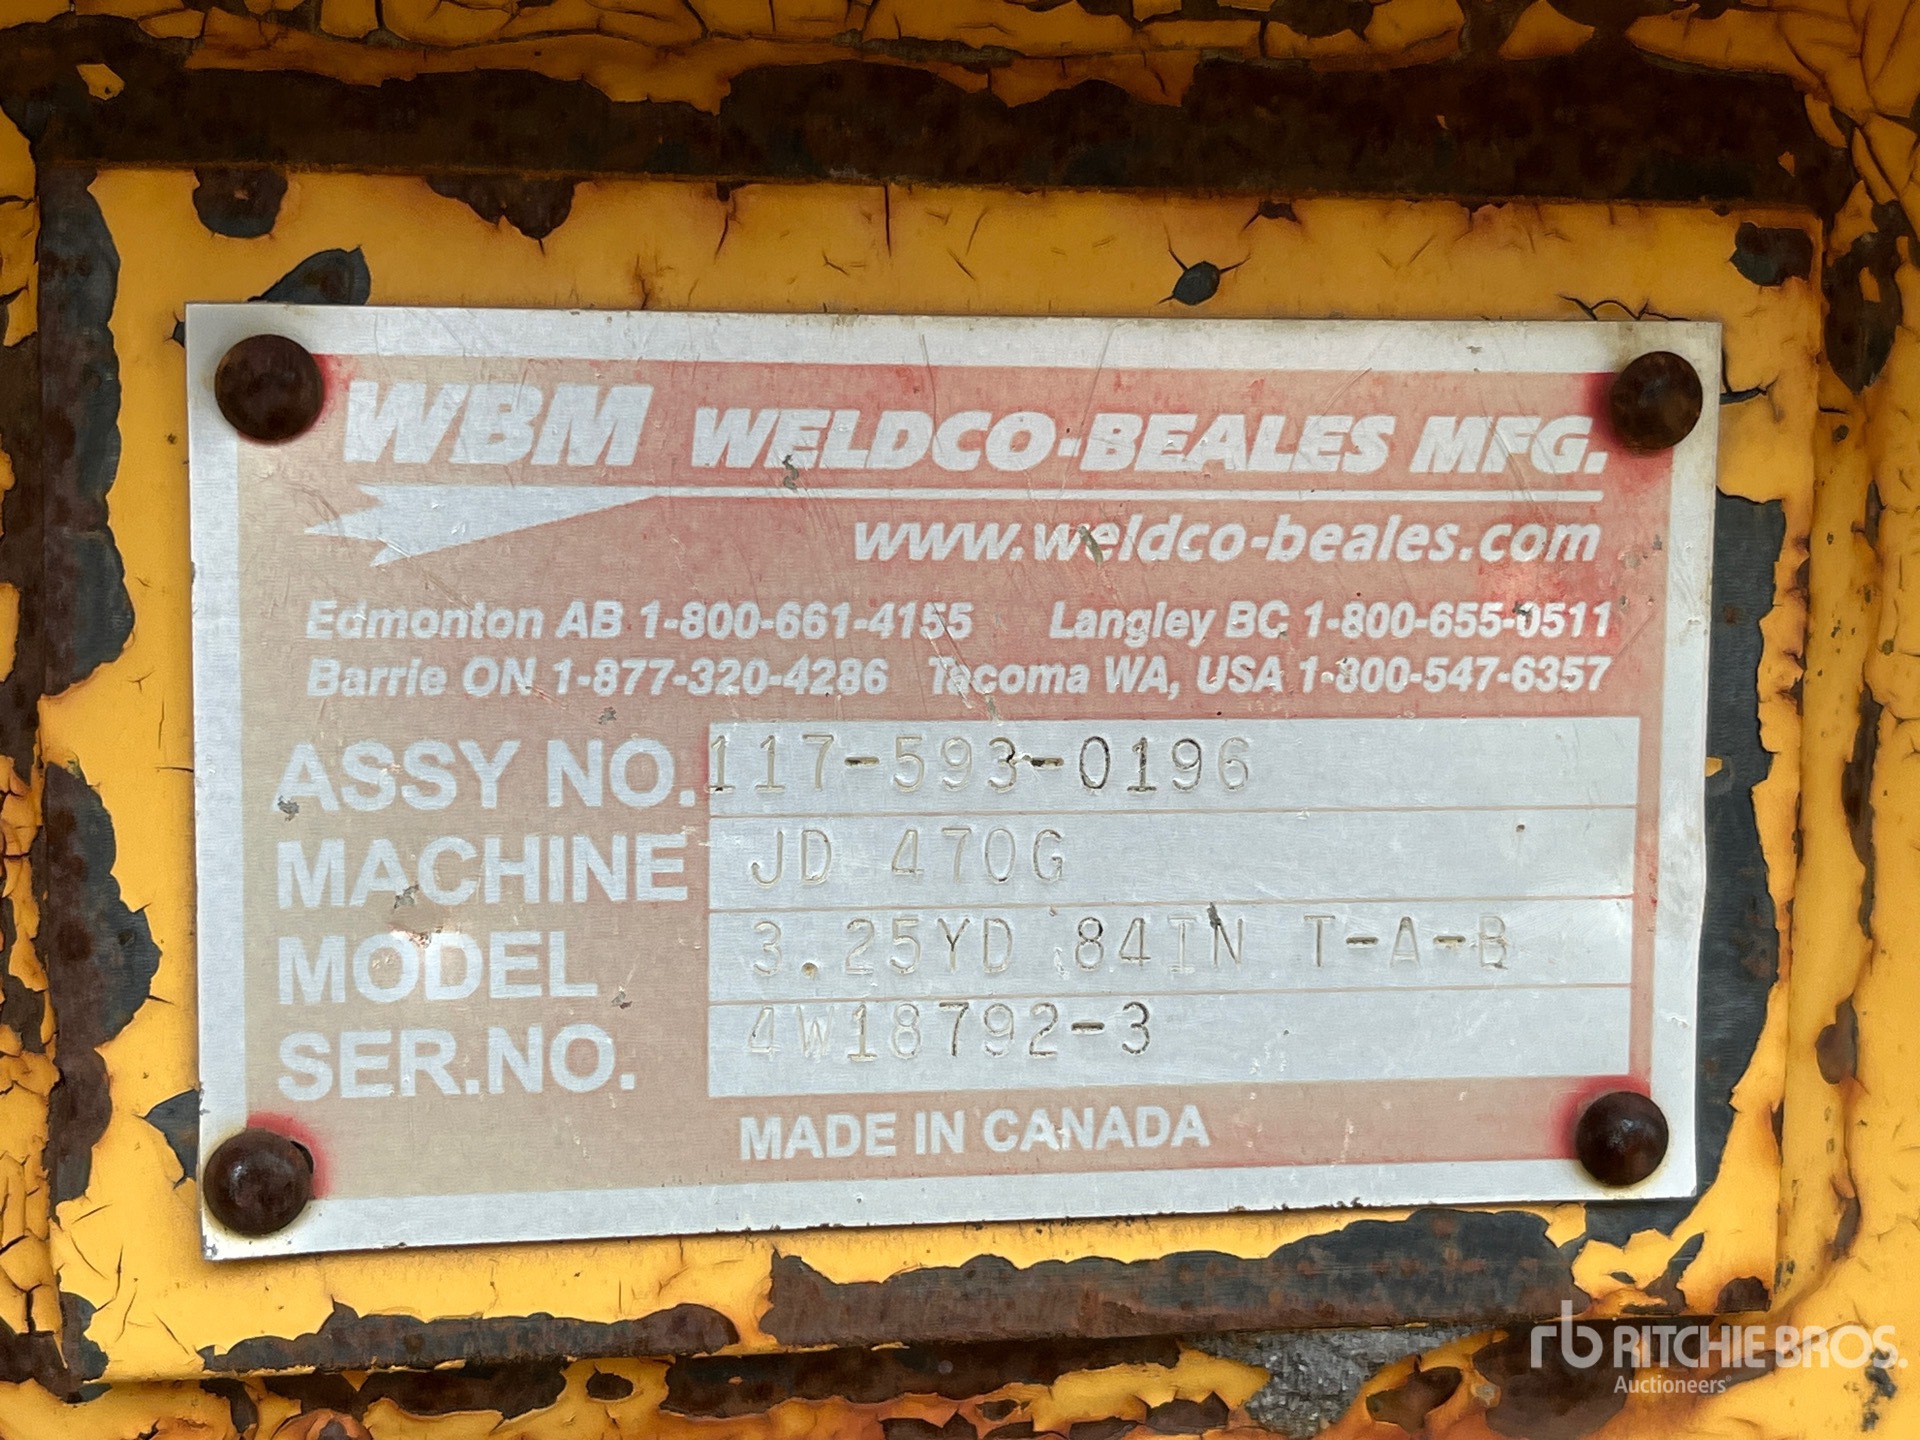 WBM WELDCO-BEALES MFG.
www.weldco-beales.com
Edmonton AB 1-800-661-4155 Langley BC 1-800-655-0511
Barrie ON 1-877-320-4286 Tacoma WA, USA 1-800-547-6357
ASSY NO. 117-593-0196
MACHINE JD 470G
MODEL 3.25YD 84IN T-A-B
SER.NO. 4W18792-3
MADE IN CANADA
rb RITCHIE BROS.
Auctioneers